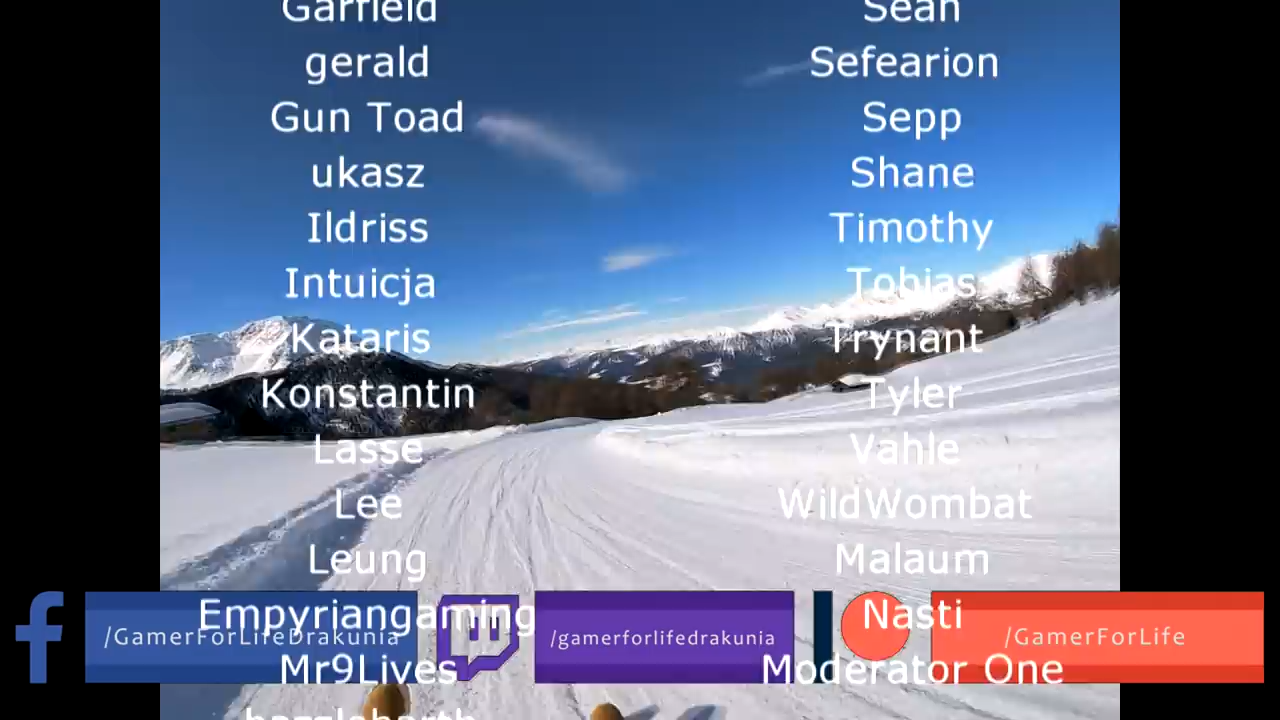 Garfield
gerald
Gun Toad
ukasz
Ildriss
Intuicja
Kataris
Konstantin
Lasse
Lee
Leung
Empyriangaming
Mr9Lives
Sean
Sefearion
Sepp
Shane
Timothy
Tobias
Trynant
Tyler
Vahle
WildWombat
Malaum
Nasti
Moderator One
/GamerForLifeDrakunia
/gamerforlifedrakunia
/GamerForLife